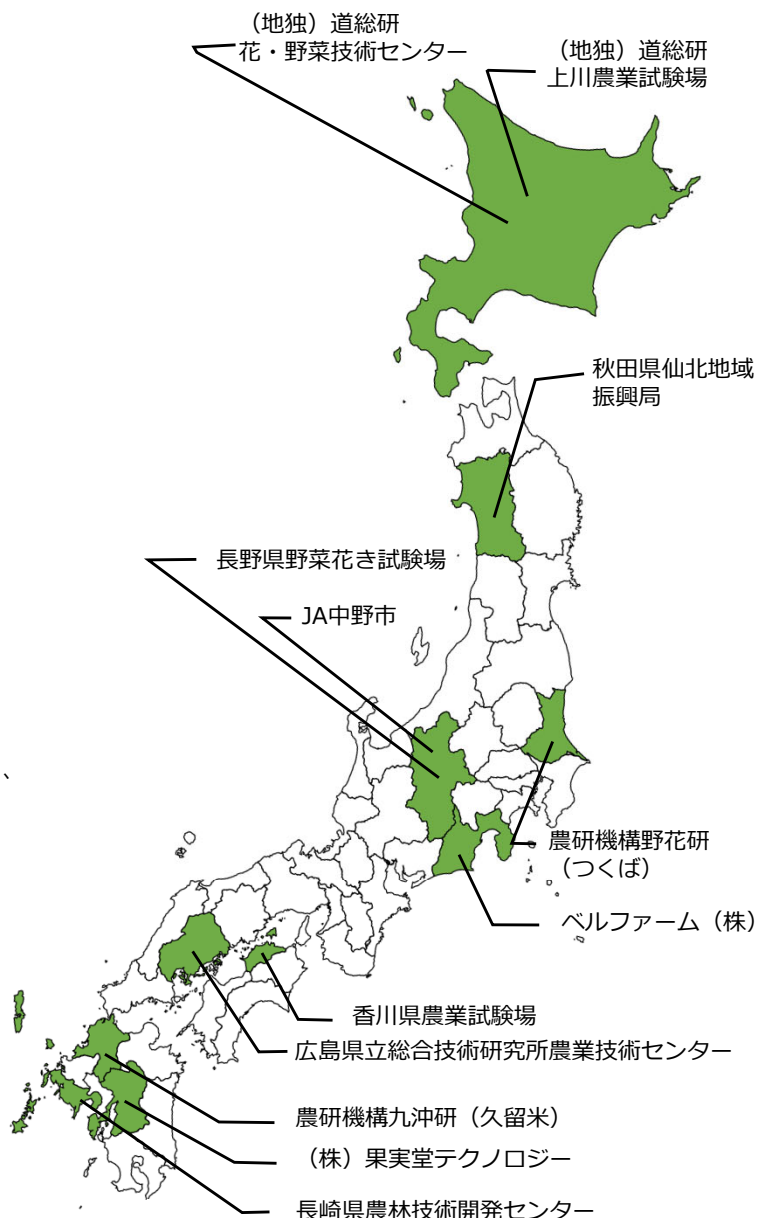 （地独）道総研
花・野菜技術センター
（地独）道総研
上川農業試験場
秋田県仙北地域
振興局
長野県野菜花き試験場
JA中野市
、
農研機構野花研
（つくば）
ベルファーム（株）
香川県農業試験場
広島県立総合技術研究所農業技術センター
農研機構九沖研（久留米）
（株）果実堂テクノロジー
長崎県農林技術開発センター